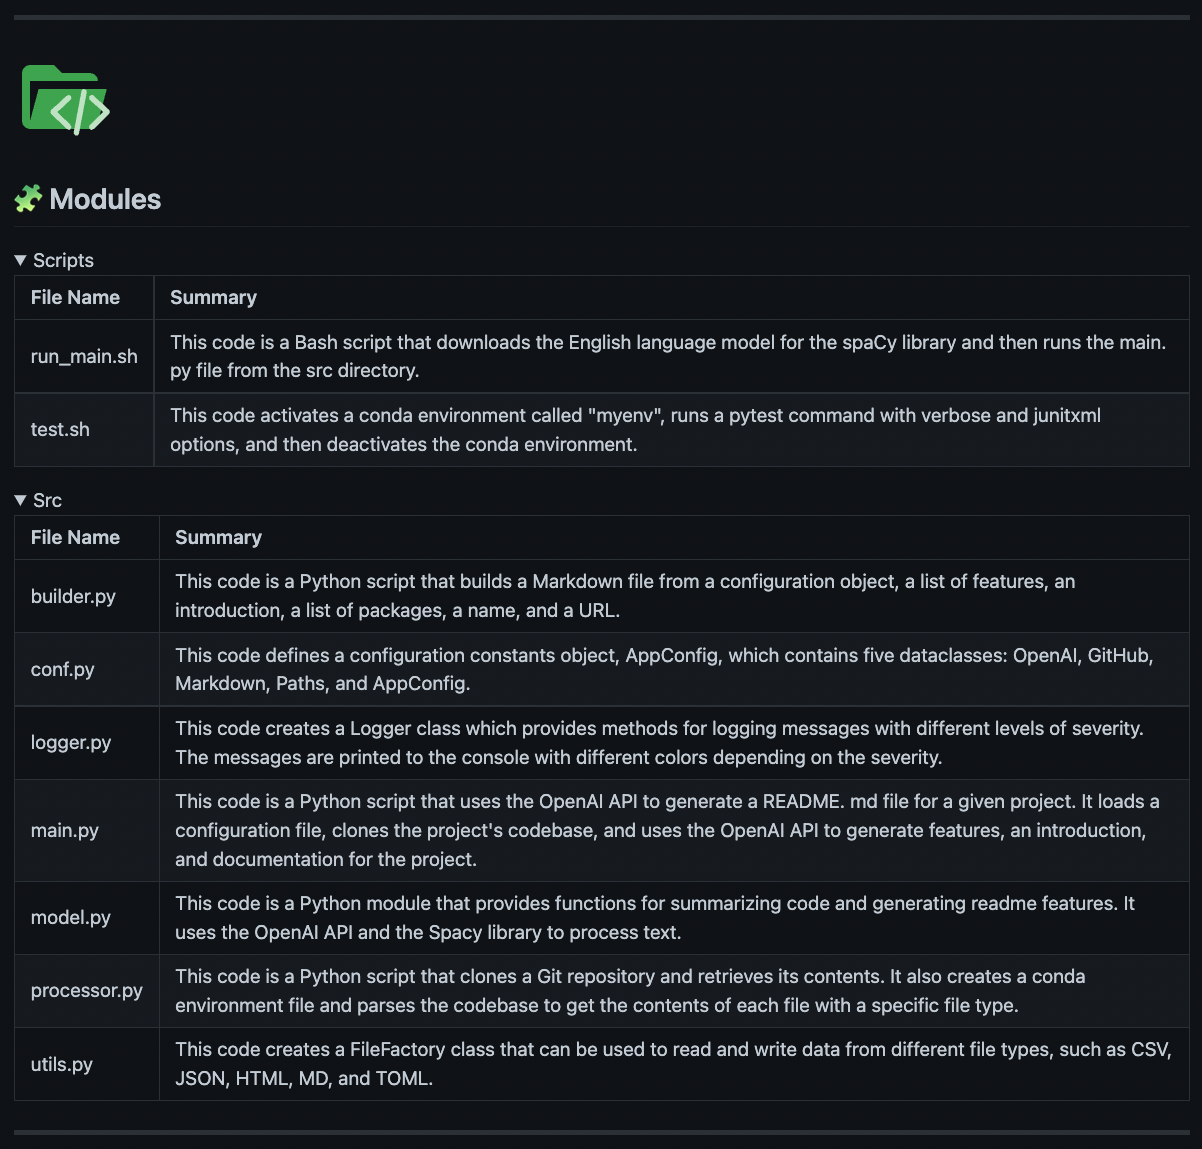 </>
Modules
Scripts
File Name Summary
run_main.sh
This code is a Bash script that downloads the English language model for the spaCy library and then runs the main.
py file from the src directory.
test.sh
This code activates a conda environment called "myenv", runs a pytest command with verbose and junitxml
options, and then deactivates the conda environment.
Src
File Name Summary
builder.py
This code is a Python script that builds a Markdown file from a configuration object, a list of features, an
introduction, a list of packages, a name, and a URL.
conf.py
This code defines a configuration constants object, AppConfig, which contains five dataclasses: OpenAI, GitHub,
Markdown, Paths, and AppConfig.
logger.py
This code creates a Logger class which provides methods for logging messages with different levels of severity.
The messages are printed to the console with different colors depending on the severity.
main.py
This code is a Python script that uses the OpenAI API to generate a README. md file for a given project. It loads a
configuration file, clones the project's codebase, and uses the OpenAI API to generate features, an introduction,
and documentation for the project.
model.py
This code is a Python module that provides functions for summarizing code and generating readme features. It
uses the OpenAI API and the Spacy library to process text.
processor.py
This code is a Python script that clones a Git repository and retrieves its contents. It also creates a conda
environment file and parses the codebase to get the contents of each file with a specific file type.
utils.py
This code creates a FileFactory class that can be used to read and write data from different file types, such as CSV,
JSON, HTML, MD, and TOML.